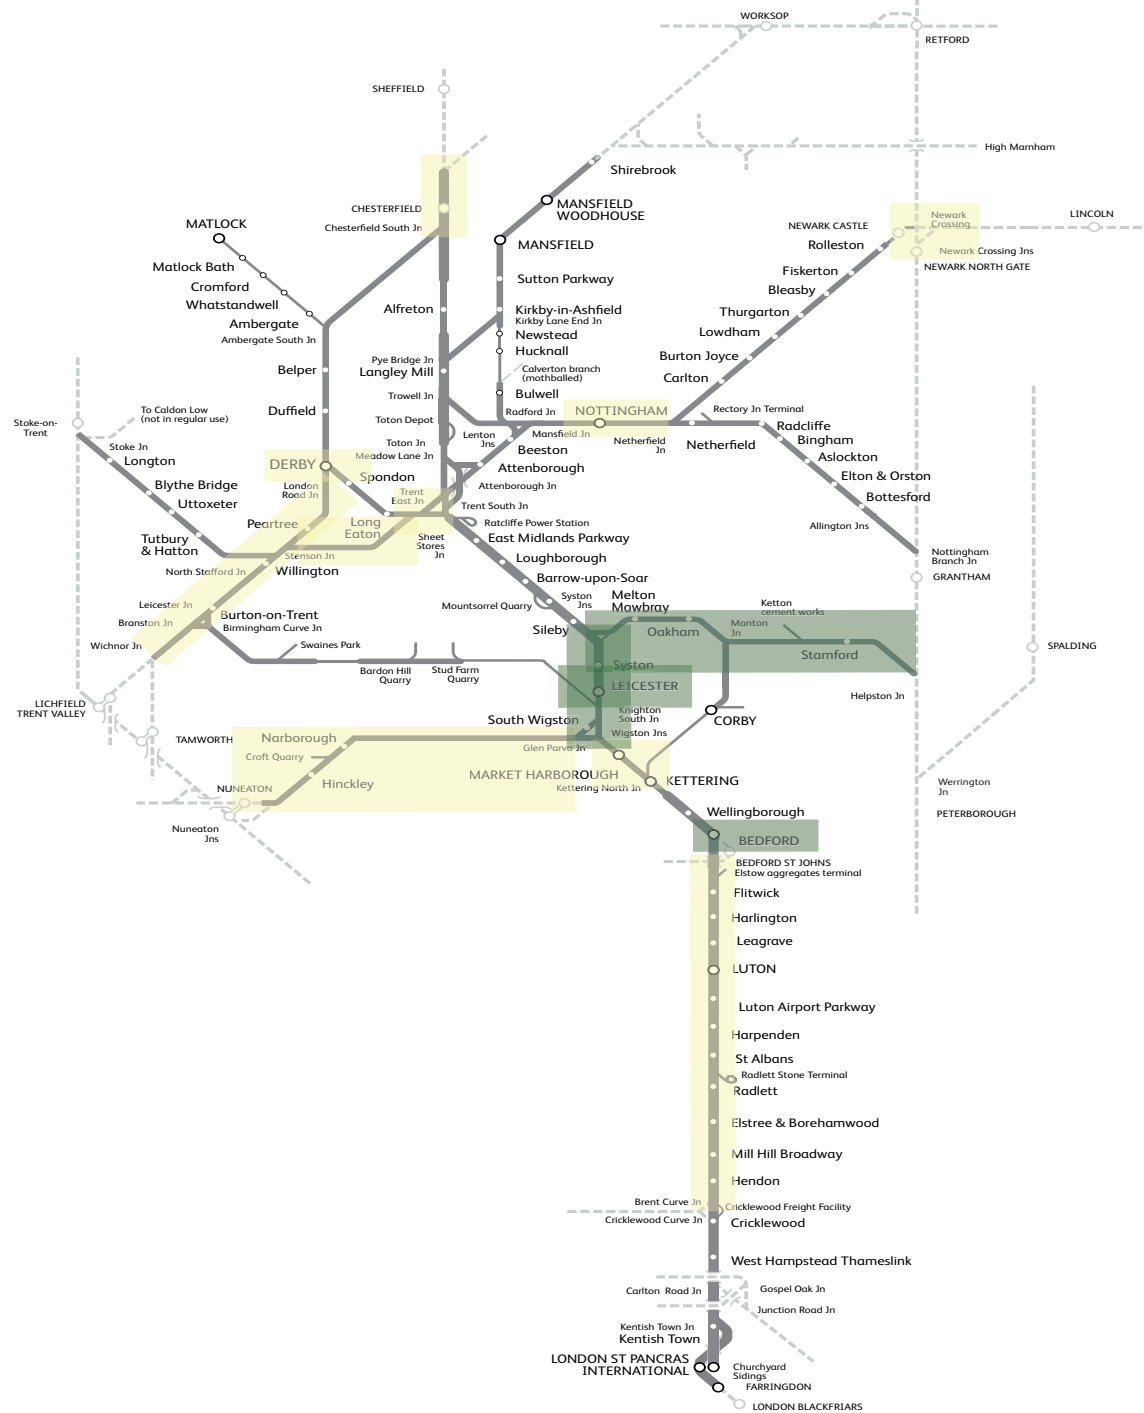 WORKSOP
RETFORD
SHEFFIELD
High Marnham
Shirebrook
CHESTERFIELD
MANSFIELD
WOODHOUSE
Newark
Crossing
LINCOLN
MATLOCK
Chesterfield South Jn
NEWARK CASTLE
MANSFIELD
Rolleston
Newark Crossing Jns
Matlock Bath
NEWARK NORTH GATE
Fiskerton
Sutton Parkway
Cromford
Bleasby
Whatstandwell
Alfreton
Kirkby-in-Ashfield
Thurgarton
Kirkby Lane End Jn
Ambergate
Newstead
Lowdham
Ambergate South Jn
Hucknall
Pye Bridge Jn
Burton Joyce
Belper
Langley Mill
Calverton branch
(mothballed)
Carlton
Trowell Jn
Bulwell
To Caldon Low
(not in regular use)
Duffield
Radford Jn
NOTTINGHAM
Rectory Jn Terminal
Stoke-on-
Trent
Toton Depot
Radcliffe
Lenton
Jns
Mansfield Jn
Netherfield
Jn
Netherfield
Bingham
Stoke Jn
Toton Jn
Beeston
Longton
Meadow Lane Jn
Aslockton
DERBY
Attenborough
Spondon
Elton & Orston
Blythe Bridge
London
Road Jn
Trent
East Jn
Attenborough Jn
Bottesford
Uttoxeter
Trent South Jn
Peartree
Long
Eaton
Ratcliffe Power Station
Allington Jns
Tutbury
& Hatton
Sheet
Stores
Jn
East Midlands Parkway
Stenson Jn
Loughborough
Nottingham
Branch Jn
North Stafford Jn
Willington
GRANTHAM
Barrow-upon-Soar
Leicester Jn
Mountsorrel Quarry
Syston
Jns
Melton
Mowbray
Ketton
cement works
Branston Jn
Burton-on-Trent
Birmingham Curve Jn
Sileby
Oakham
Manton
Jn
Wichnor Jn
Swaines Park
Stamford
SPALDING
Bardon Hill
Quarry
Stud Farm
Quarry
Syston
LEICESTER
Helpston Jn
LICHFIELD
TRENT VALLEY
South Wigston
Knighton
South Jn
CORBY
TAMWORTH
Narborough
Glen Parva Jn
Wigston Jns
Croft Quarry
MARKET HARBOROUGH
KETTERING
Hinckley
Kettering North Jn
NUNEATON
Werrington
Jn
Wellingborough
PETERBOROUGH
Nuneaton
Jns
BEDFORD
BEDFORD ST JOHNS
Elstow aggregates terminal
Flitwick
Harlington
Leagrave
LUTON
Luton Airport Parkway
Harpenden
St Albans
Radlett Stone Terminal
Radlett
Elstree & Borehamwood
Mill Hill Broadway
Hendon
Brent Curve Jn
Cricklewood Freight Facility
Cricklewood Curve Jn
Cricklewood
West Hampstead Thameslink
Carlton Road Jn
Gospel Oak Jn
Junction Road Jn
Kentish Town Jn
Kentish Town
LONDON ST PANCRAS
INTERNATIONAL
Churchyard
Sidings
FARRINGDON
LONDON BLACKFRIARS